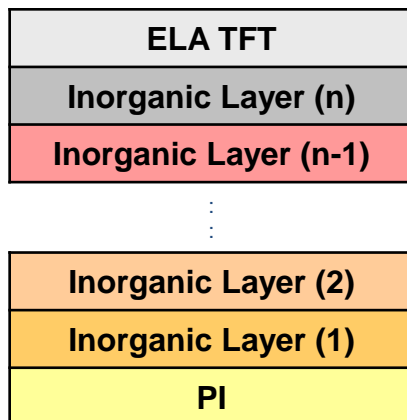 ELA TFT
Inorganic Layer (n)
Inorganic Layer (n-1)
:
:
Inorganic Layer (2)
Inorganic Layer (1)
PI